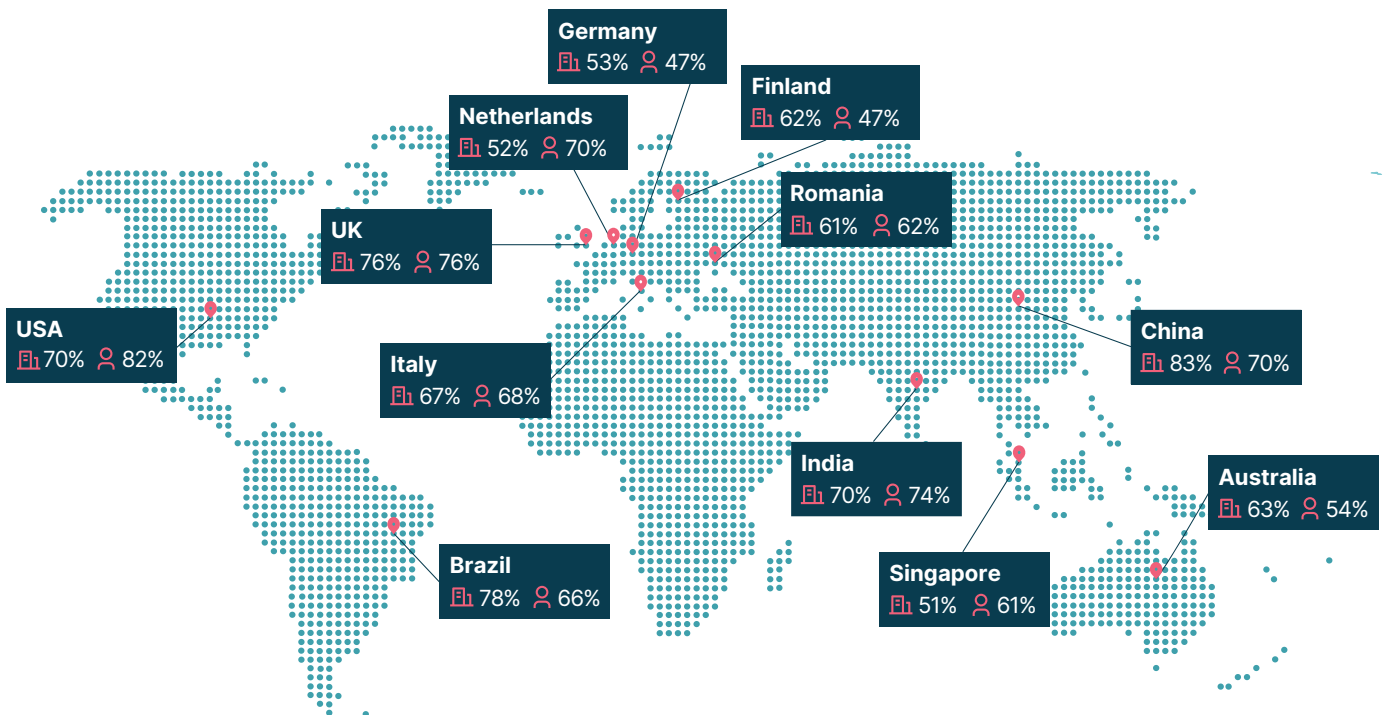 Germany
53% 47%
Finland
62% 47%
Netherlands
52% 70%
Romania
61% 62%
UK
76% 76%
USA
70% 82%
China
83% 70%
Italy
67% 68%
India
70% 74%
Australia
63% 54%
Brazil
78% 66%
Singapore
51% 61%